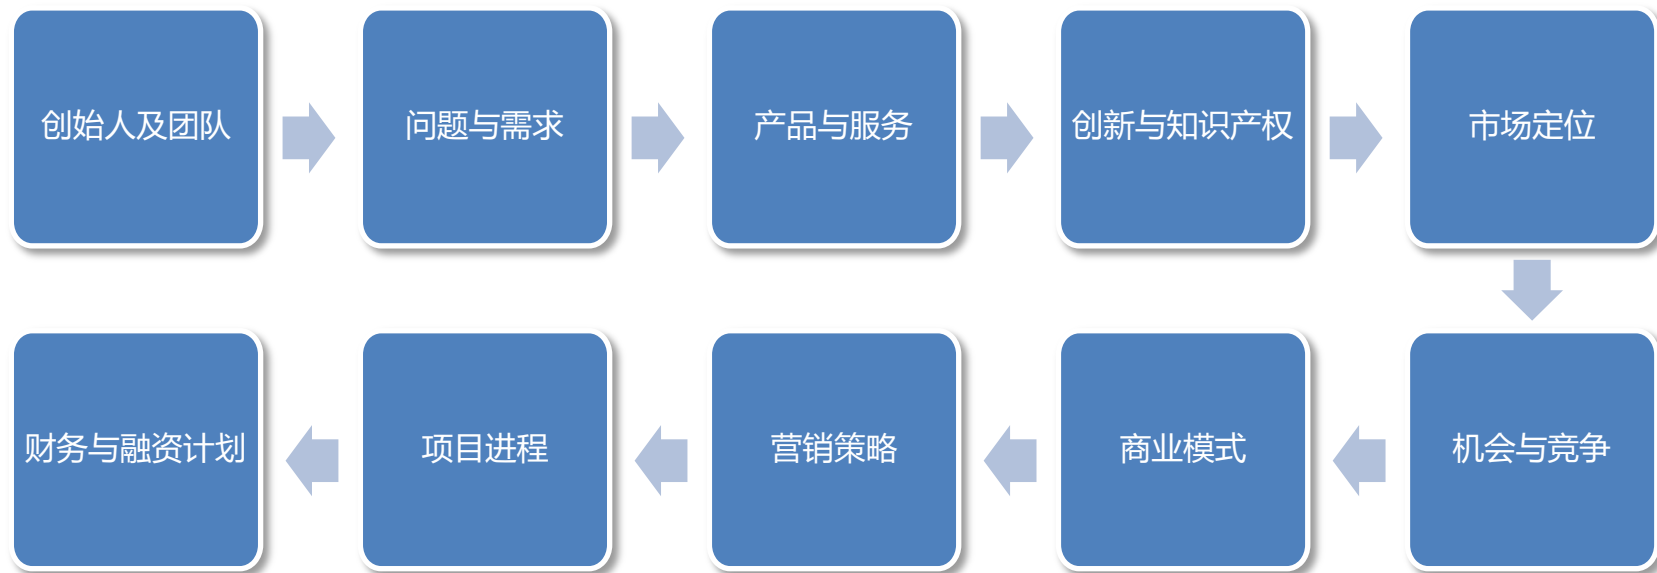 创始人及团队
问题与需求
产品与服务
创新与知识产权
市场定位
机会与竞争
商业模式
营销策略
项目进程
财务与融资计划